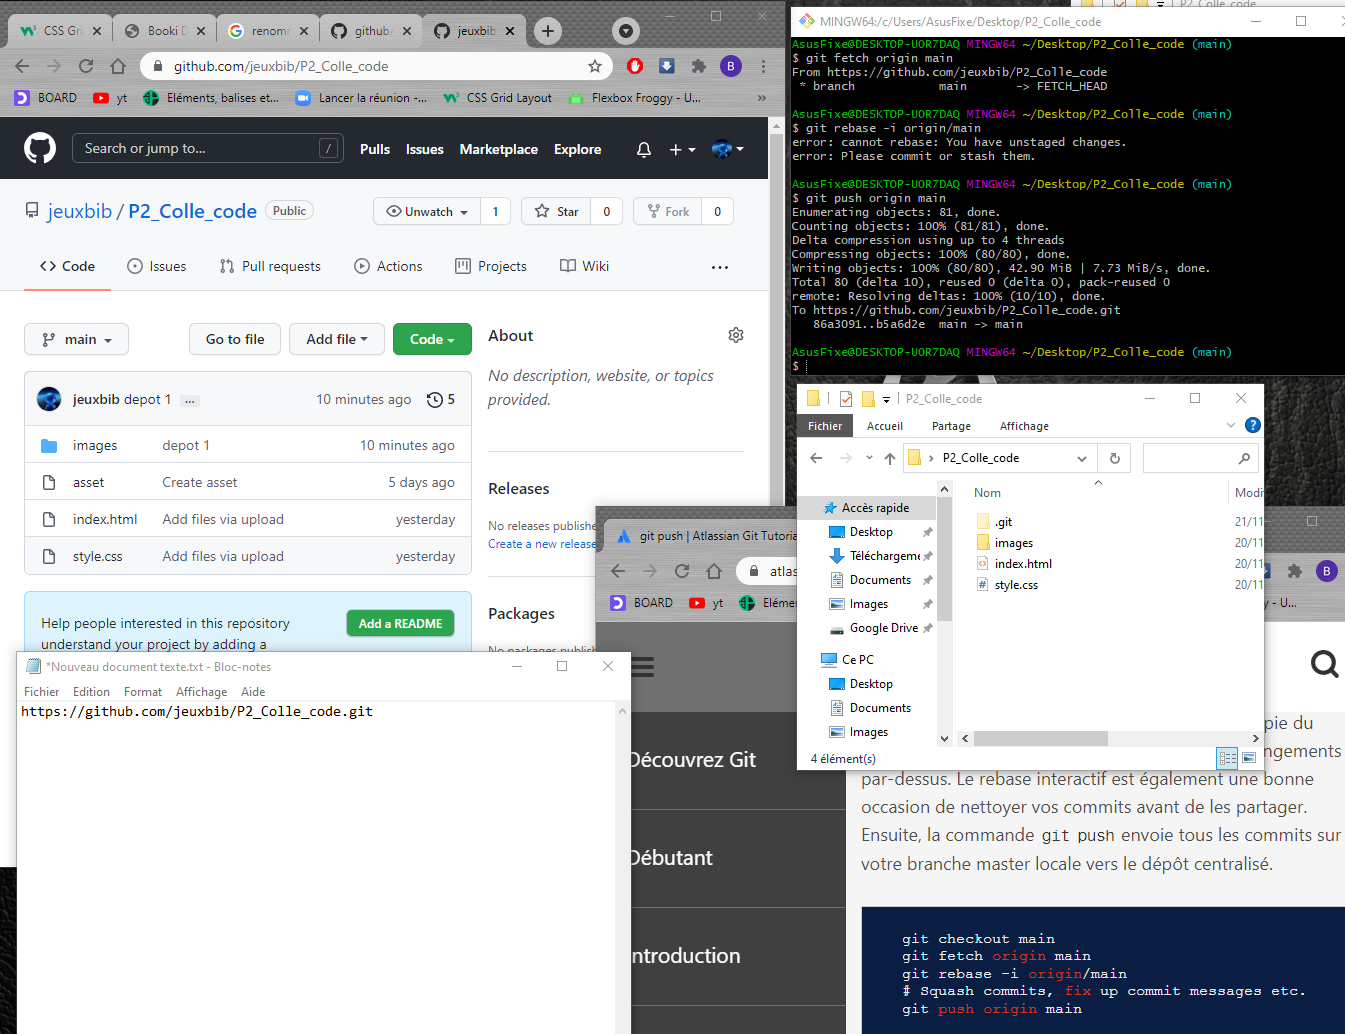 CSS Gri
Booki D
renomm
github/
jeuxbib
github.com/jeuxbib/P2_Colle_code
B
BOARD
yt
Eléments, balises et...
Lancer la réunion -...
CSS Grid Layout
Flexbox Froggy - U...
»
Search or jump to...
/
Pulls
Issues
Marketplace
Explore
jeuxbib / P2_Colle_code
Public
Unwatch
1
Star
0
Fork
0
Code
Issues
Pull requests
Actions
Projects
Wiki
...
main
Go to file
Add file
Code
jeuxbib depot 1 ...
10 minutes ago
5
images
depot 1
10 minutes ago
asset
Create asset
5 days ago
index.html
Add files via upload
yesterday
style.css
Add files via upload
yesterday
Help people interested in this repository
understand your project by adding a
Add a README
About
No description, website, or topics
provided.
Releases
No releases publishe
Create a new release
Packages
No packages publish
MINGW64:/c/Users/AsusFixe/Desktop/P2_Colle_code
AsusFixe@DESKTOP-UOR7DAQ MINGW64 ~/Desktop/P2_Colle_code (main)
$ git fetch origin main
From https://github.com/jeuxbib/P2_Colle_code
 * branch            main       -> FETCH_HEAD
AsusFixe@DESKTOP-UOR7DAQ MINGW64 ~/Desktop/P2_Colle_code (main)
$ git rebase -i origin/main
error: cannot rebase: You have unstaged changes.
error: Please commit or stash them.
AsusFixe@DESKTOP-UOR7DAQ MINGW64 ~/Desktop/P2_Colle_code (main)
$ git push origin main
Enumerating objects: 81, done.
Counting objects: 100% (81/81), done.
Delta compression using up to 4 threads
Compressing objects: 100% (80/80), done.
Writing objects: 100% (80/80), 42.90 MiB | 7.73 MiB/s, done.
Total 80 (delta 10), reused 0 (delta 0), pack-reused 0
remote: Resolving deltas: 100% (10/10), done.
To https://github.com/jeuxbib/P2_Colle_code.git
   86a3091..b5a6d2e  main -> main
AsusFixe@DESKTOP-UOR7DAQ MINGW64 ~/Desktop/P2_Colle_code (main)
$
P2_Colle_code
Fichier
Accueil
Partage
Affichage
?
P2_Colle_code
Accès rapide
Desktop
Téléchargeme
Documents
Images
Google Drive
Ce PC
Desktop
Documents
Images
Nom
Modif
.git
21/11
images
20/11
index.html
20/11
style.css
20/11
4 élément(s)
git push | Atlassian Git Tutoria
atlas
B
BOARD
yt
Elémen
- U...
*Nouveau document texte.txt - Bloc-notes
Fichier
Edition
Format
Affichage
Aide
https://github.com/jeuxbib/P2_Colle_code.git
Découvrez Git
Débutant
ntroduction
pie du
ngements
par-dessus. Le rebase interactif est également une bonne
occasion de nettoyer vos commits avant de les partager.
Ensuite, la commande git push envoie tous les commits sur
votre branche master locale vers le dépôt centralisé.
git checkout main
git fetch origin main
git rebase -i origin/main
# Squash commits, fix up commit messages etc.
git push origin main